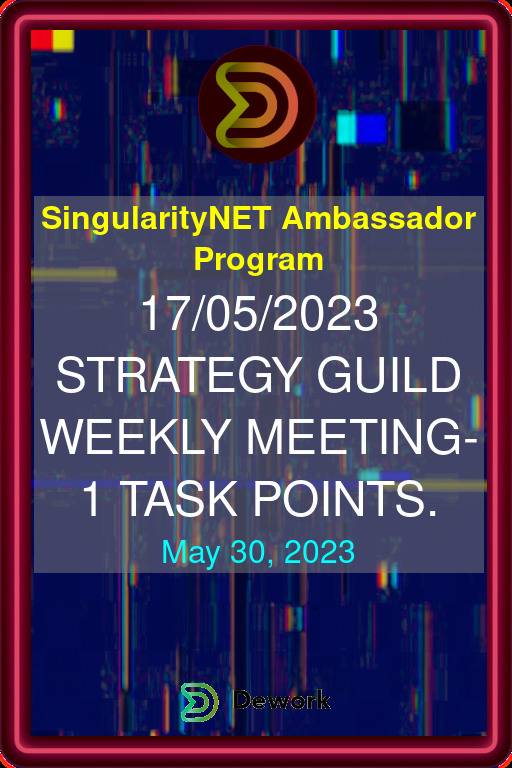 SingularityNET Ambassador
Program
17/05/2023
STRATEGY GUILD
WEEKLY MEETING-
1 TASK POINTS.
May 30, 2023
Dework